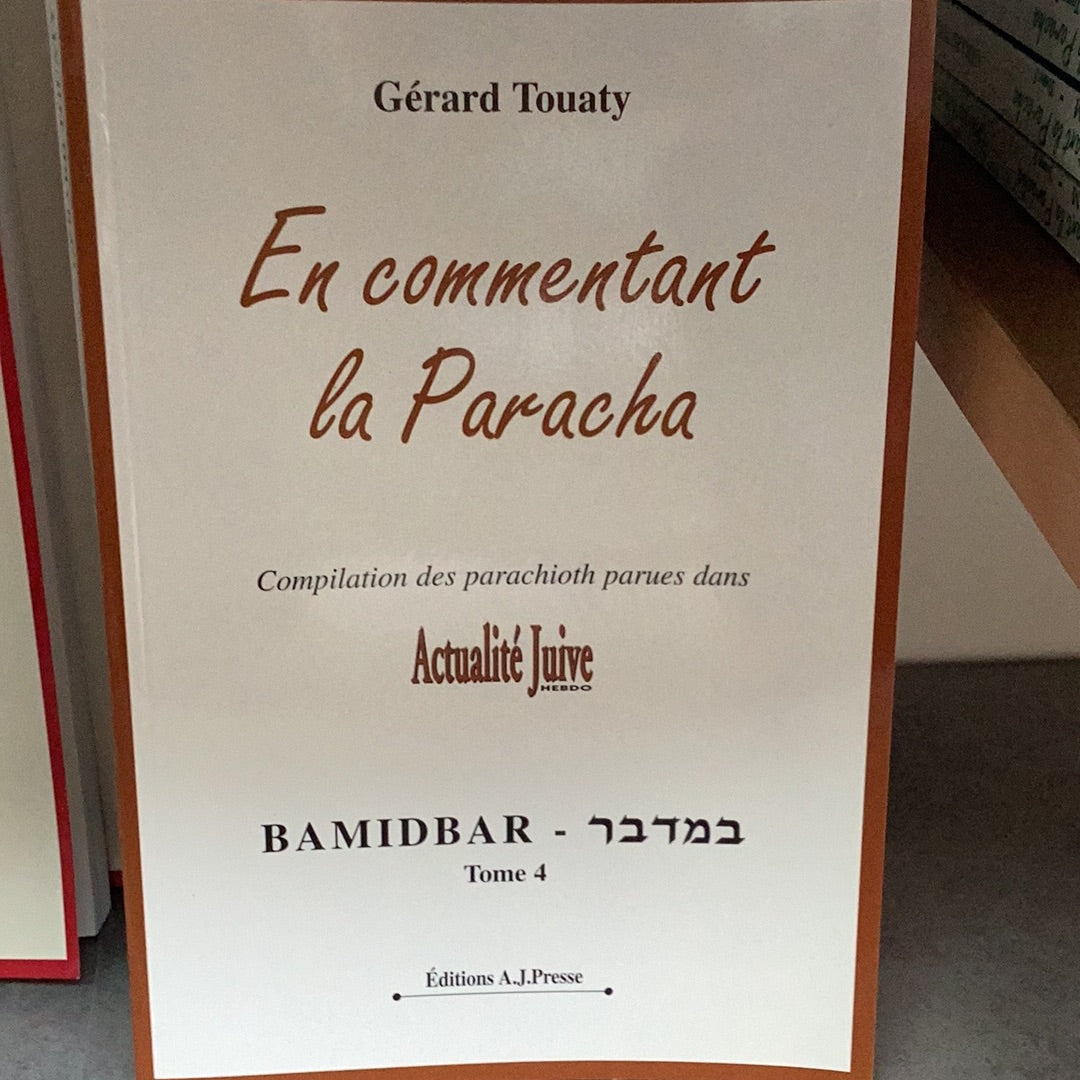 Gérard Touaty
En commentant
la Paracha
Compilation des parachioth parues dans
Actualité Juive
HEBDO
BAMIDBAR - במדבר
Tome 4
Éditions A.J.Presse